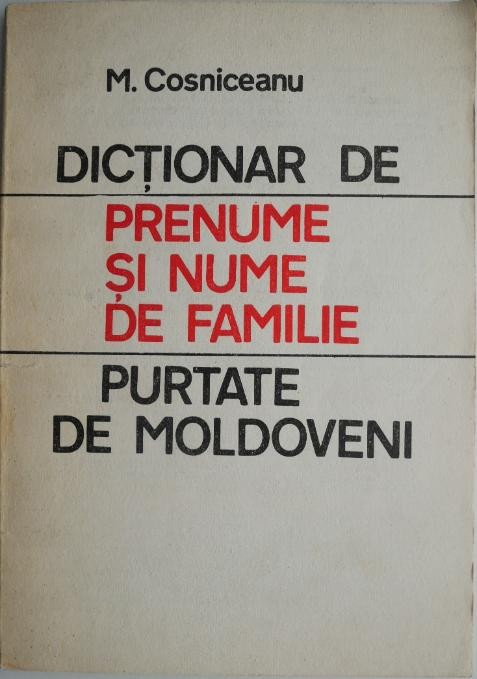 M. Cosniceanu
DICȚIONAR DE
PRENUME
ȘI NUME
DE FAMILIE
PURTATE
DE MOLDOVENI